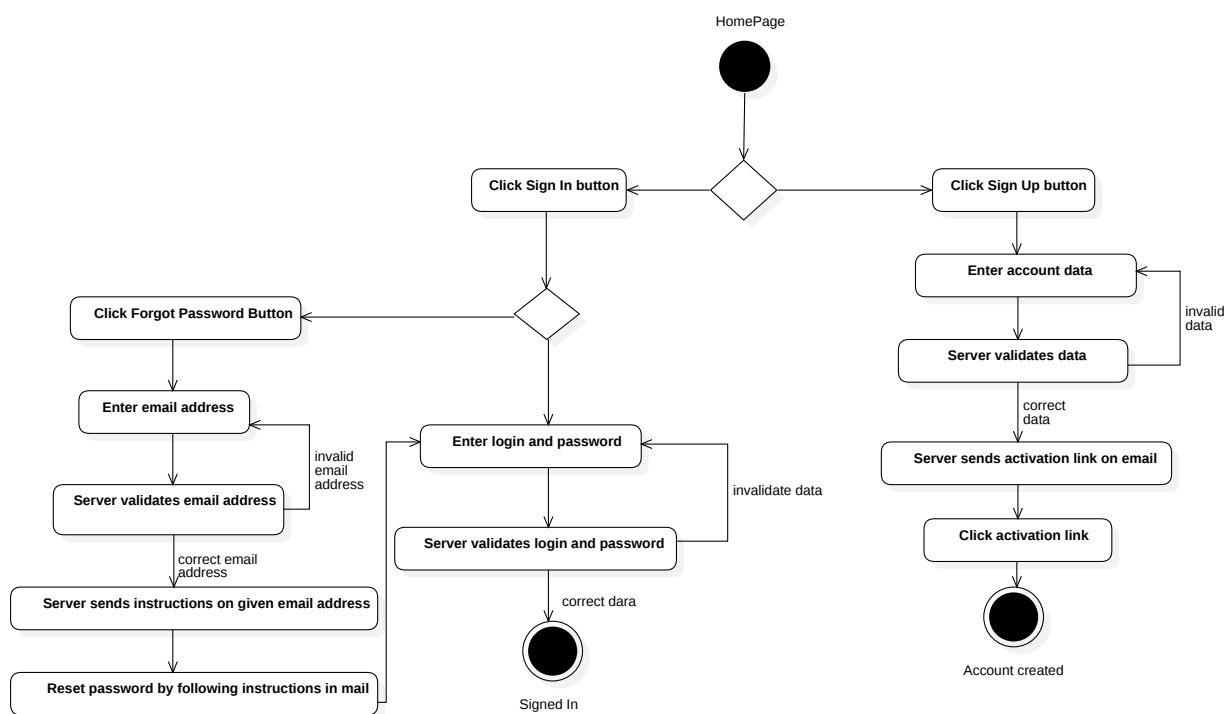 HomePage
Click Sign In button
Click Sign Up button
Enter account data
invalid
data
Click Forgot Password Button
Server validates data
Enter email address
correct
data
Enter login and password
invalid
email
address
Server sends activation link on email
Server validates email address
invalidate data
Click activation link
Server validates login and password
correct email
address
Server sends instructions on given email address
correct dara
Account created
Reset password by following instructions in mail
Signed In